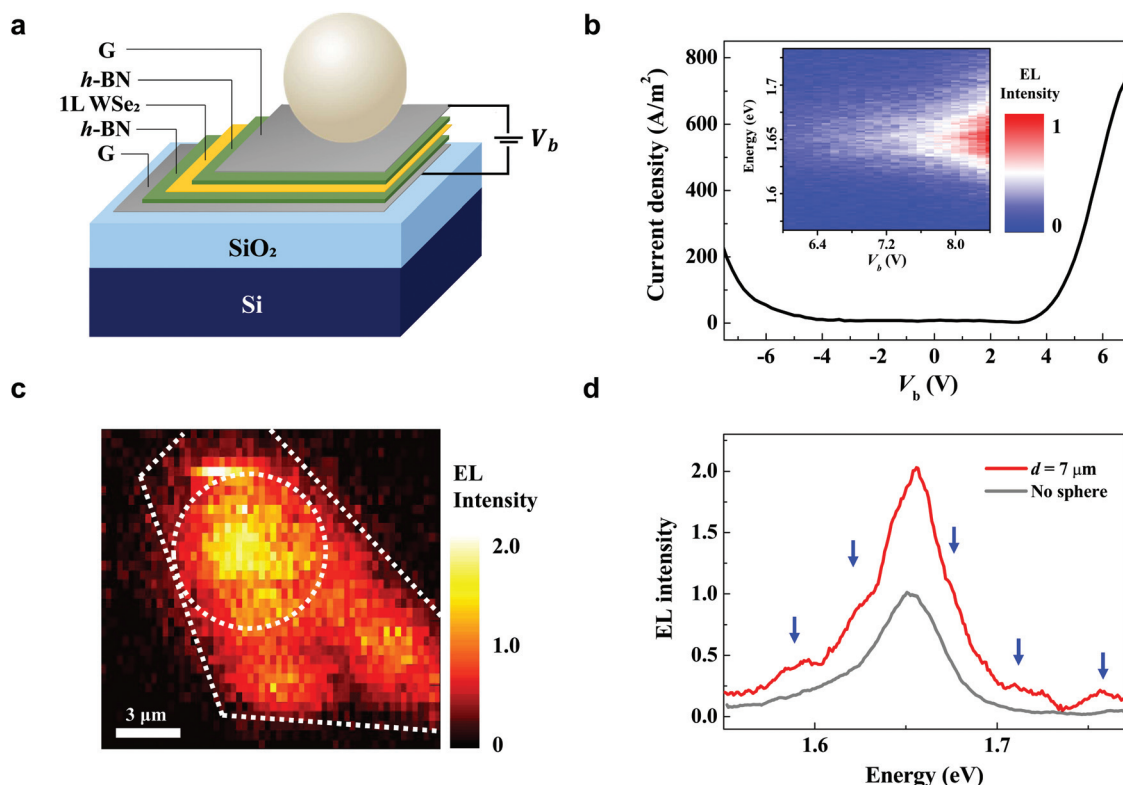 a
G
h-BN
1L WSe₂
h-BN
G
V_b
SiO₂
Si
b
Current density (A/m²)
800
600
400
200
0
-6 -4 -2 0 2 4 6
V_b (V)
Energy (eV)
1.7
1.65
1.6
6.4 7.2 8.0
V_b (V)
EL
Intensity
1
0
c
EL
Intensity
2.0
1.0
0
3 μm
d
EL intensity
2.0
1.5
1.0
0.5
0.0
d = 7 μm
No sphere
1.6 1.7
Energy (eV)